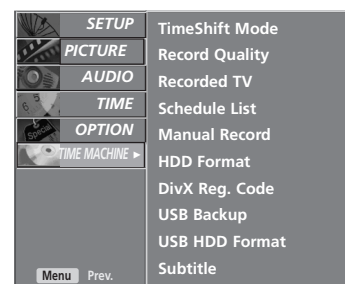 SETUP
PICTURE
AUDIO
TIME
OPTION
TIME MACHINE ►
Menu Prev.
TimeShift Mode
Record Quality
Recorded TV
Schedule List
Manual Record
HDD Format
DivX Reg. Code
USB Backup
USB HDD Format
Subtitle